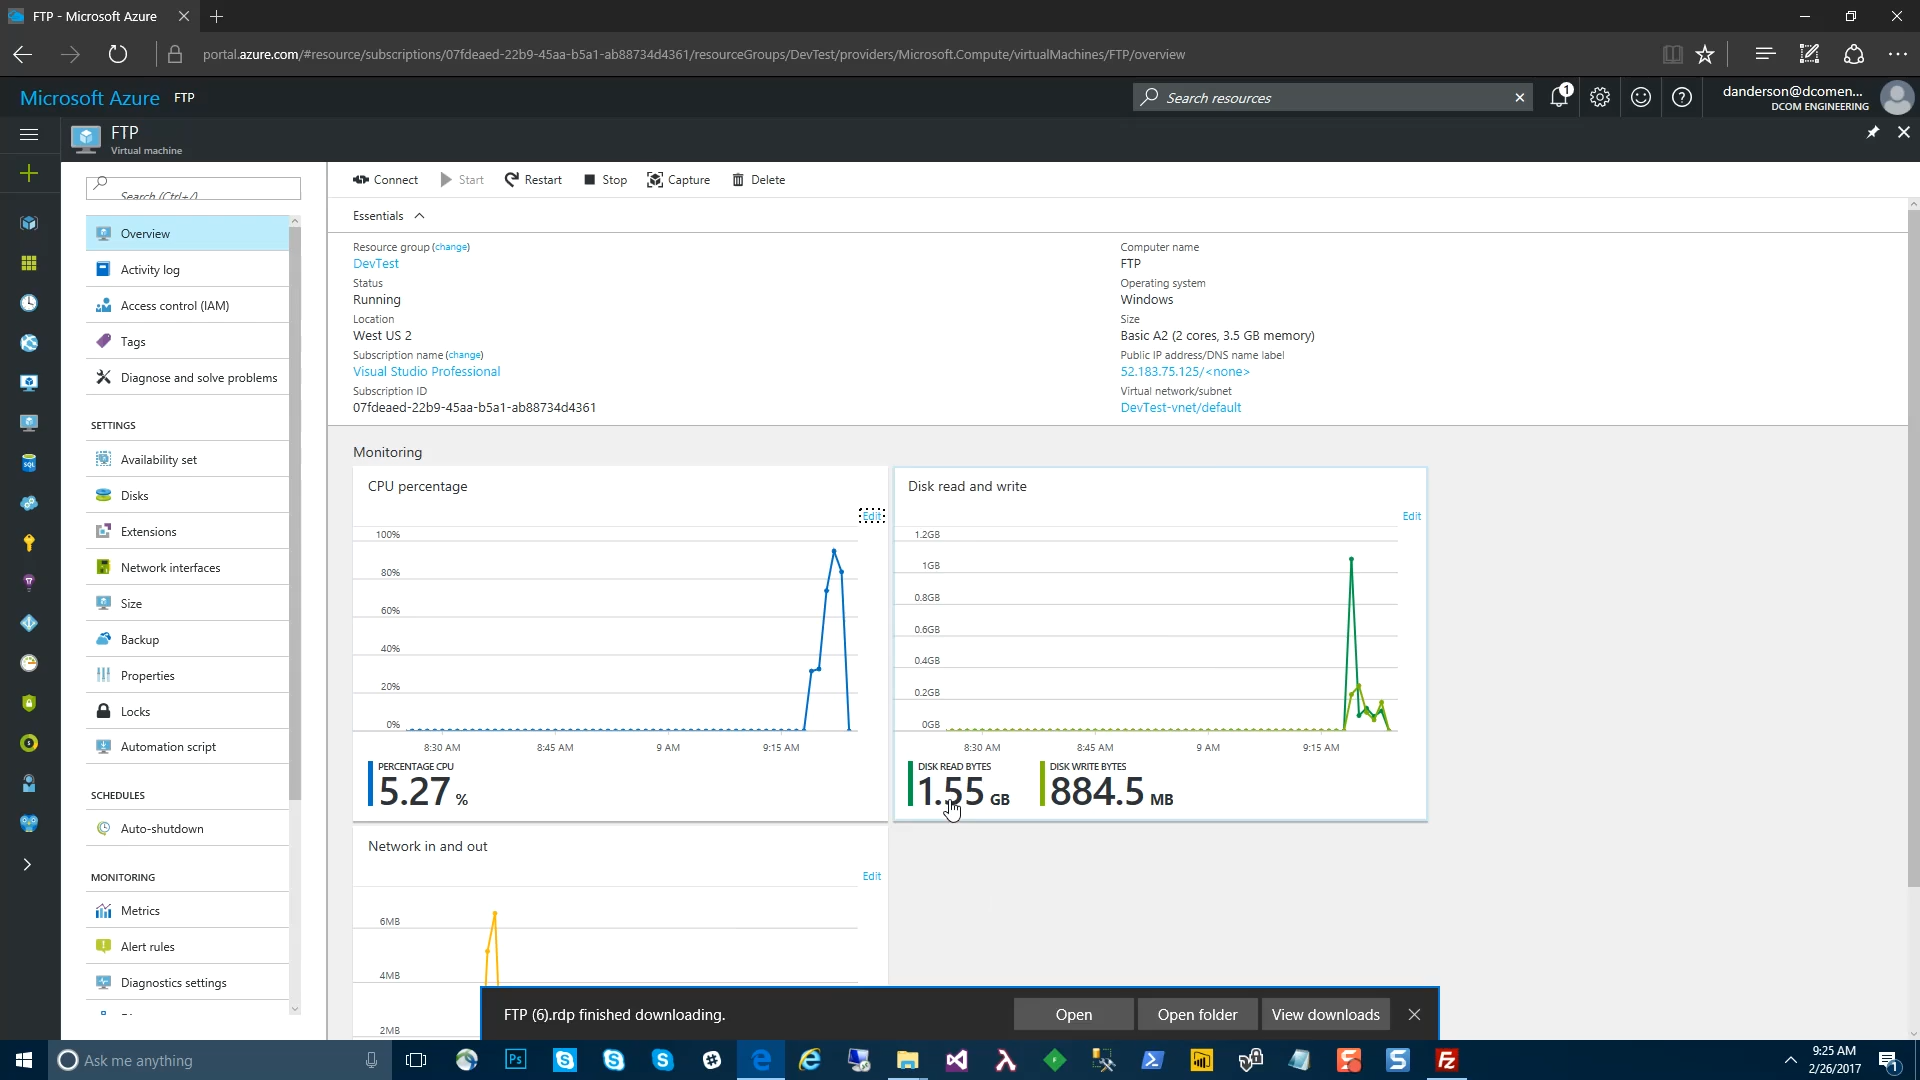 FTP - Microsoft Azure
portal.azure.com/#resource/subscriptions/07fdeaed-22b9-45aa-b5a1-ab88734d4361/resourceGroups/DevTest/providers/Microsoft.Compute/virtualMachines/FTP/overview
Microsoft Azure FTP
Search resources
1
danderson@dcomen...
DCOM ENGINEERING
FTP
Virtual machine
Search (Ctrl+/)
Overview
Activity log
Access control (IAM)
Tags
Diagnose and solve problems
SETTINGS
Availability set
Disks
Extensions
Network interfaces
Size
Backup
Properties
Locks
Automation script
SCHEDULES
Auto-shutdown
MONITORING
Metrics
Alert rules
Diagnostics settings
Connect Start Restart Stop Capture Delete
Essentials
Resource group (change)
DevTest
Status
Running
Location
West US 2
Subscription name (change)
Visual Studio Professional
Subscription ID
07fdeaed-22b9-45aa-b5a1-ab88734d4361
Computer name
FTP
Operating system
Windows
Size
Basic A2 (2 cores, 3.5 GB memory)
Public IP address/DNS name label
52.183.75.125/<none>
Virtual network/subnet
DevTest-vnet/default
Monitoring
CPU percentage
Edit
100%
80%
60%
40%
20%
0%
8:30 AM 8:45 AM 9 AM 9:15 AM
PERCENTAGE CPU
5.27 %
Disk read and write
Edit
1.2GB
1GB
0.8GB
0.6GB
0.4GB
0.2GB
0GB
8:30 AM 8:45 AM 9 AM 9:15 AM
DISK READ BYTES
1.55 GB
DISK WRITE BYTES
884.5 MB
Network in and out
Edit
6MB
4MB
2MB
FTP (6).rdp finished downloading.
Open
Open folder
View downloads
Ask me anything
9:25 AM
2/26/2017
1